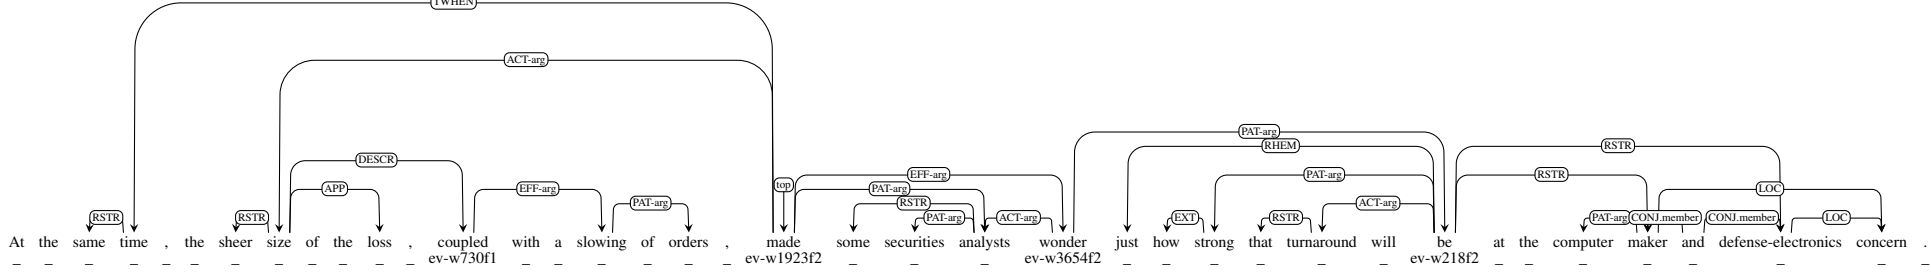 TWHEN
ACT-arg
PAT-arg
DESCR RHEM RSTR
EFF-arg PAT-arg RSTR
top
APP EFF-arg PAT-arg LOC
PAT-arg RSTR ACT-arg
RSTR RSTR PAT-arg ACT-arg EXT RSTR PAT-arg CONJ.member CONJ.member LOC
At the same time , the sheer size of the loss , coupled with a slowing of orders , made some securities analysts wonder just how strong that turnaround will be at the computer maker and defense-electronics concern .
_ _ _ _ _ _ _ _ _ _ _ _ ev-w730f1 _ _ _ _ _ _ ev-w1923f2 _ _ _ ev-w3654f2 _ _ _ _ _ _ ev-w218f2 _ _ _ _ _ _ _ _